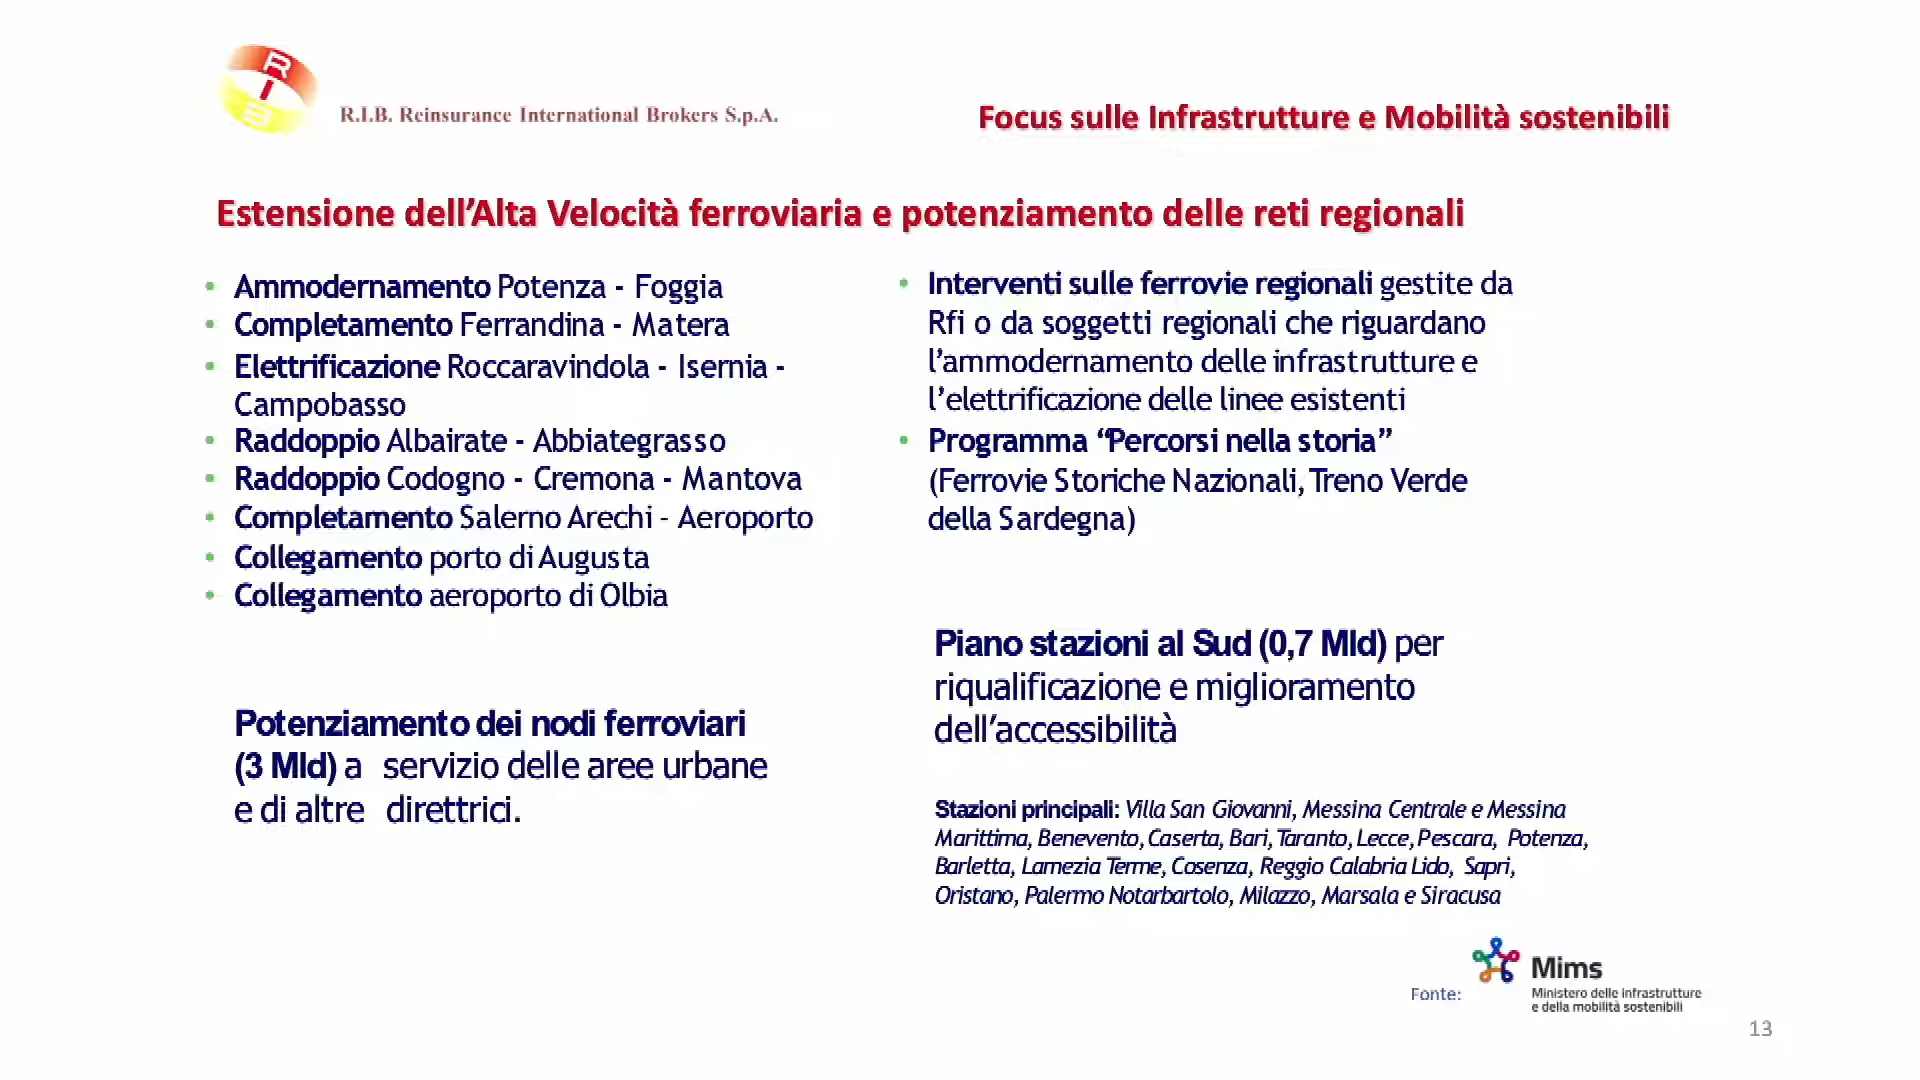 RIB
R.I.B. Reinsurance International Brokers S.p.A.
Focus sulle Infrastrutture e Mobilità sostenibili
Estensione dell’Alta Velocità ferroviaria e potenziamento delle reti regionali
• Ammodernamento Potenza - Foggia
• Completamento Ferrandina - Matera
• Elettrificazione Roccaravindola - Isernia -
Campobasso
• Raddoppio Albairate - Abbiategrasso
• Raddoppio Codogno - Cremona - Mantova
• Completamento Salerno Arechi - Aeroporto
• Collegamento porto di Augusta
• Collegamento aeroporto di Olbia
Potenziamento dei nodi ferroviari
(3 Mld) a servizio delle aree urbane
e di altre direttrici.
• Interventi sulle ferrovie regionali gestite da
Rfi o da soggetti regionali che riguardano
l’ammodernamento delle infrastrutture e
l’elettrificazione delle linee esistenti
• Programma “Percorsi nella storia”
(Ferrovie Storiche Nazionali, Treno Verde
della Sardegna)
Piano stazioni al Sud (0,7 Mld) per
riqualificazione e miglioramento
dell’accessibilità
Stazioni principali: Villa San Giovanni, Messina Centrale e Messina
Marittima, Benevento, Caserta, Bari, Taranto, Lecce, Pescara, Potenza,
Barletta, Lamezia Terme, Cosenza, Reggio Calabria Lido, Sapri,
Oristano, Palermo Notarbartolo, Milazzo, Marsala e Siracusa
Fonte:
Mims
Ministero delle infrastrutture
e della mobilità sostenibili
13